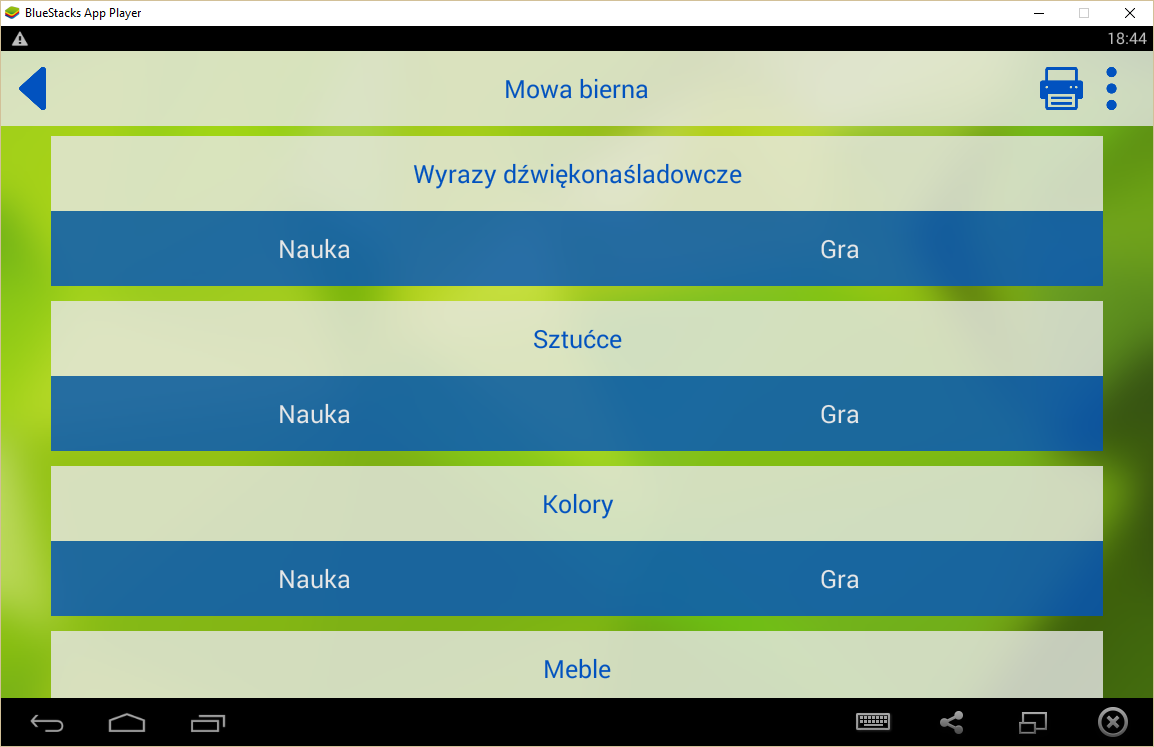 BlueStacks App Player
18:44
Mowa bierna
Wyrazy dźwiękonaśladowcze
Nauka Gra
Sztućce
Nauka Gra
Kolory
Nauka Gra
Meble